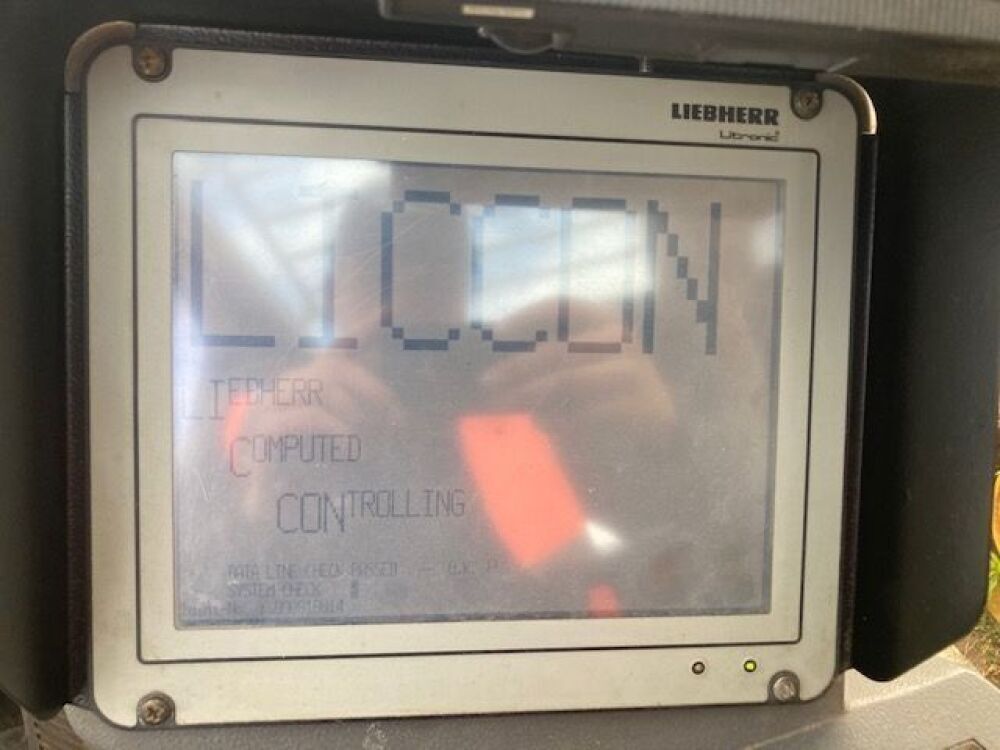 LIEBHERR
Litronic
LICCON
LIEBHERR
COMPUTED
CONTROLLING
DATA LINE CHECK PASSED
SYSTEM CHECK